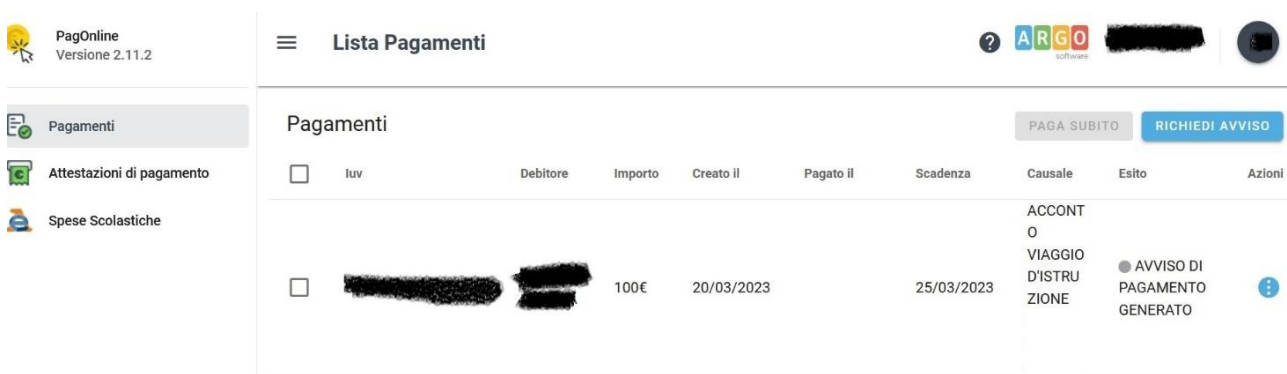 PagOnline
Versione 2.11.2
Lista Pagamenti
?
ARGO
software
Pagamenti
Attestazioni di pagamento
Spese Scolastiche
Pagamenti
PAGA SUBITO
RICHIEDI AVVISO
Iuv Debitore Importo Creato il Pagato il Scadenza Causale Esito Azioni
100€ 20/03/2023 25/03/2023
ACCONT
O
VIAGGIO
D'ISTRU
ZIONE
AVVISO DI
PAGAMENTO
GENERATO